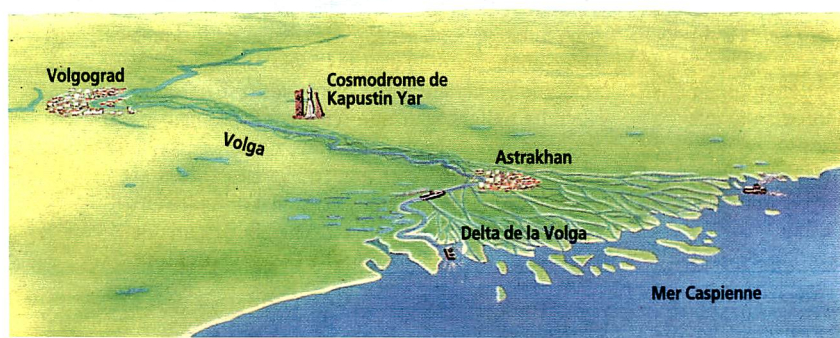 Volgograd
Cosmodrome de
Kapustin Yar
Volga
Astrakhan
Delta de la Volga
Mer Caspienne